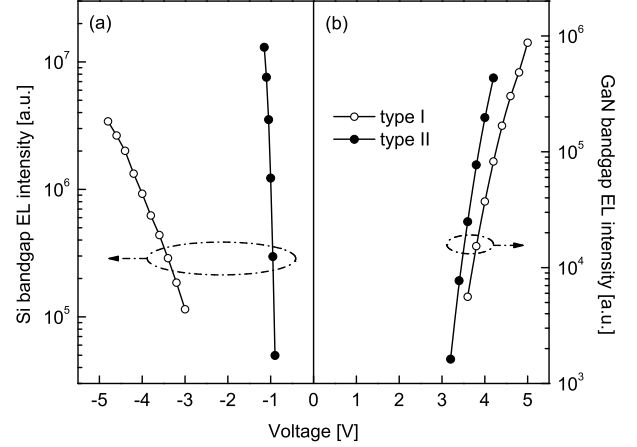 (a)
(b)
10^7
10^6
10^5
Si bandgap EL intensity [a.u.]
type I
type II
10^6
10^5
10^4
10^3
GaN bandgap EL intensity [a.u.]
-5 -4 -3 -2 -1 0 1 2 3 4 5
Voltage [V]